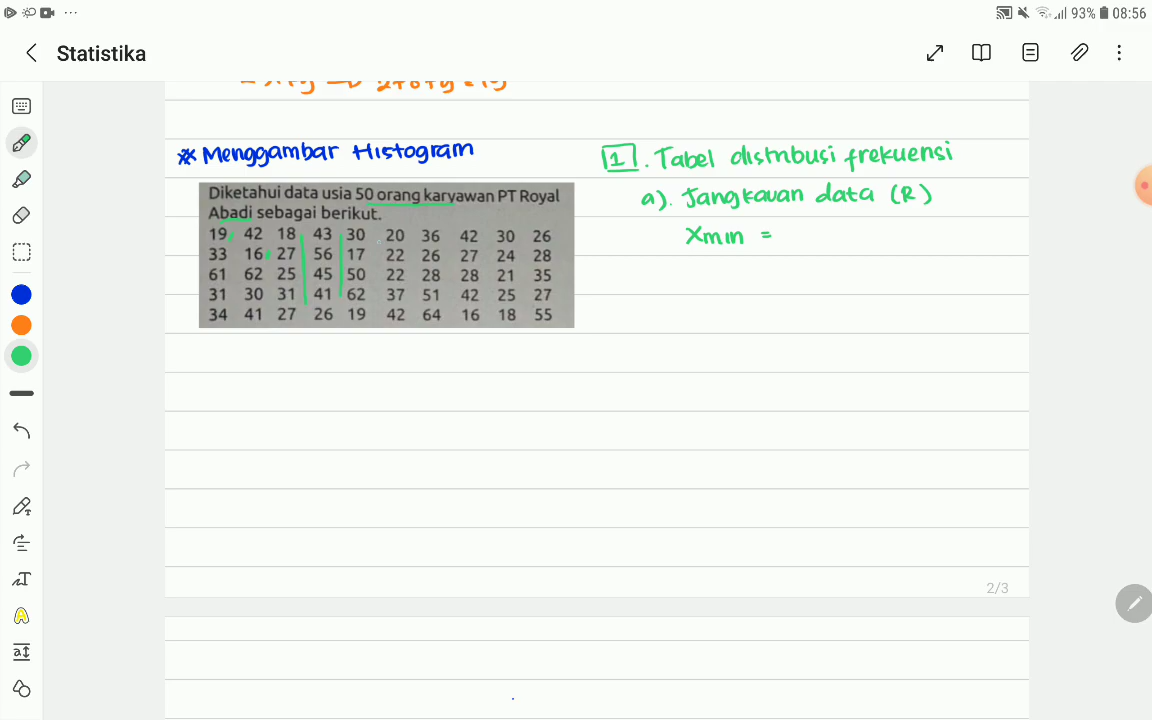 93% 08:56
Statistika
** Menggambar Histogram
Diketahui data usia 50 orang karyawan PT Royal
Abadi sebagai berikut.
19 42 18 43 30 20 36 42 30 26
33 16 27 56 17 22 26 27 24 28
61 62 25 45 50 22 28 28 21 35
31 30 31 41 62 37 51 42 25 27
34 41 27 26 19 42 64 16 18 55
1. Tabel distribusi frekuensi
a). Jangkauan data (R)
Xmin =
2/3